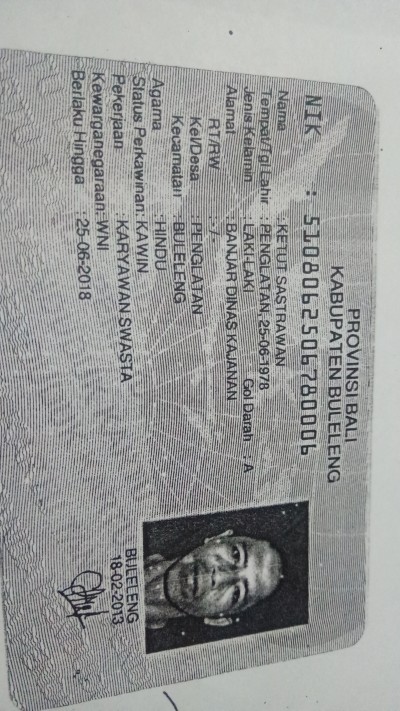 PROVINSI BALI
KABUPATEN BULELENG
NIK : 5108062506780006
Nama : KETUT SASTRAWAN
Tempat/Tgl Lahir : PENGLATAN, 25-06-1978
Jenis Kelamin : LAKI-LAKI Gol Darah : A
Alamat : BANJAR DINAS KAJANAN
RT/RW : - / -
Kel/Desa : PENGLATAN
Kecamatan : BULELENG
Agama : HINDU
Status Perkawinan: KAWIN
Pekerjaan : KARYAWAN SWASTA
Kewarganegaraan: WNI
Berlaku Hingga : 25-06-2018
BULELENG
18-02-2013